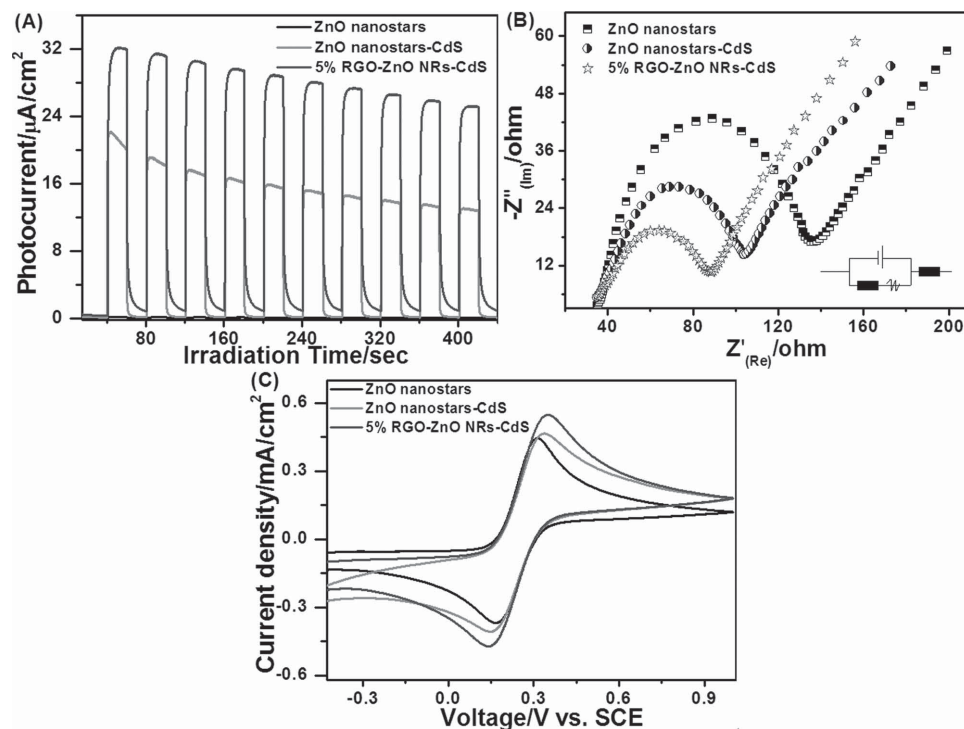 (A)
ZnO nanostars
ZnO nanostars-CdS
5% RGO-ZnO NRs-CdS
Photocurrent/μA/cm²
32
24
16
8
0
80
160
240
320
400
Irradiation Time/sec
(B)
ZnO nanostars
ZnO nanostars-CdS
5% RGO-ZnO NRs-CdS
-Z''(Im)/ohm
60
48
36
24
12
40
80
120
160
200
Z'(Re)/ohm
W
(C)
ZnO nanostars
ZnO nanostars-CdS
5% RGO-ZnO NRs-CdS
Current density/mA/cm²
0.6
0.3
0.0
-0.3
-0.6
-0.3
0.0
0.3
0.6
0.9
Voltage/V vs. SCE